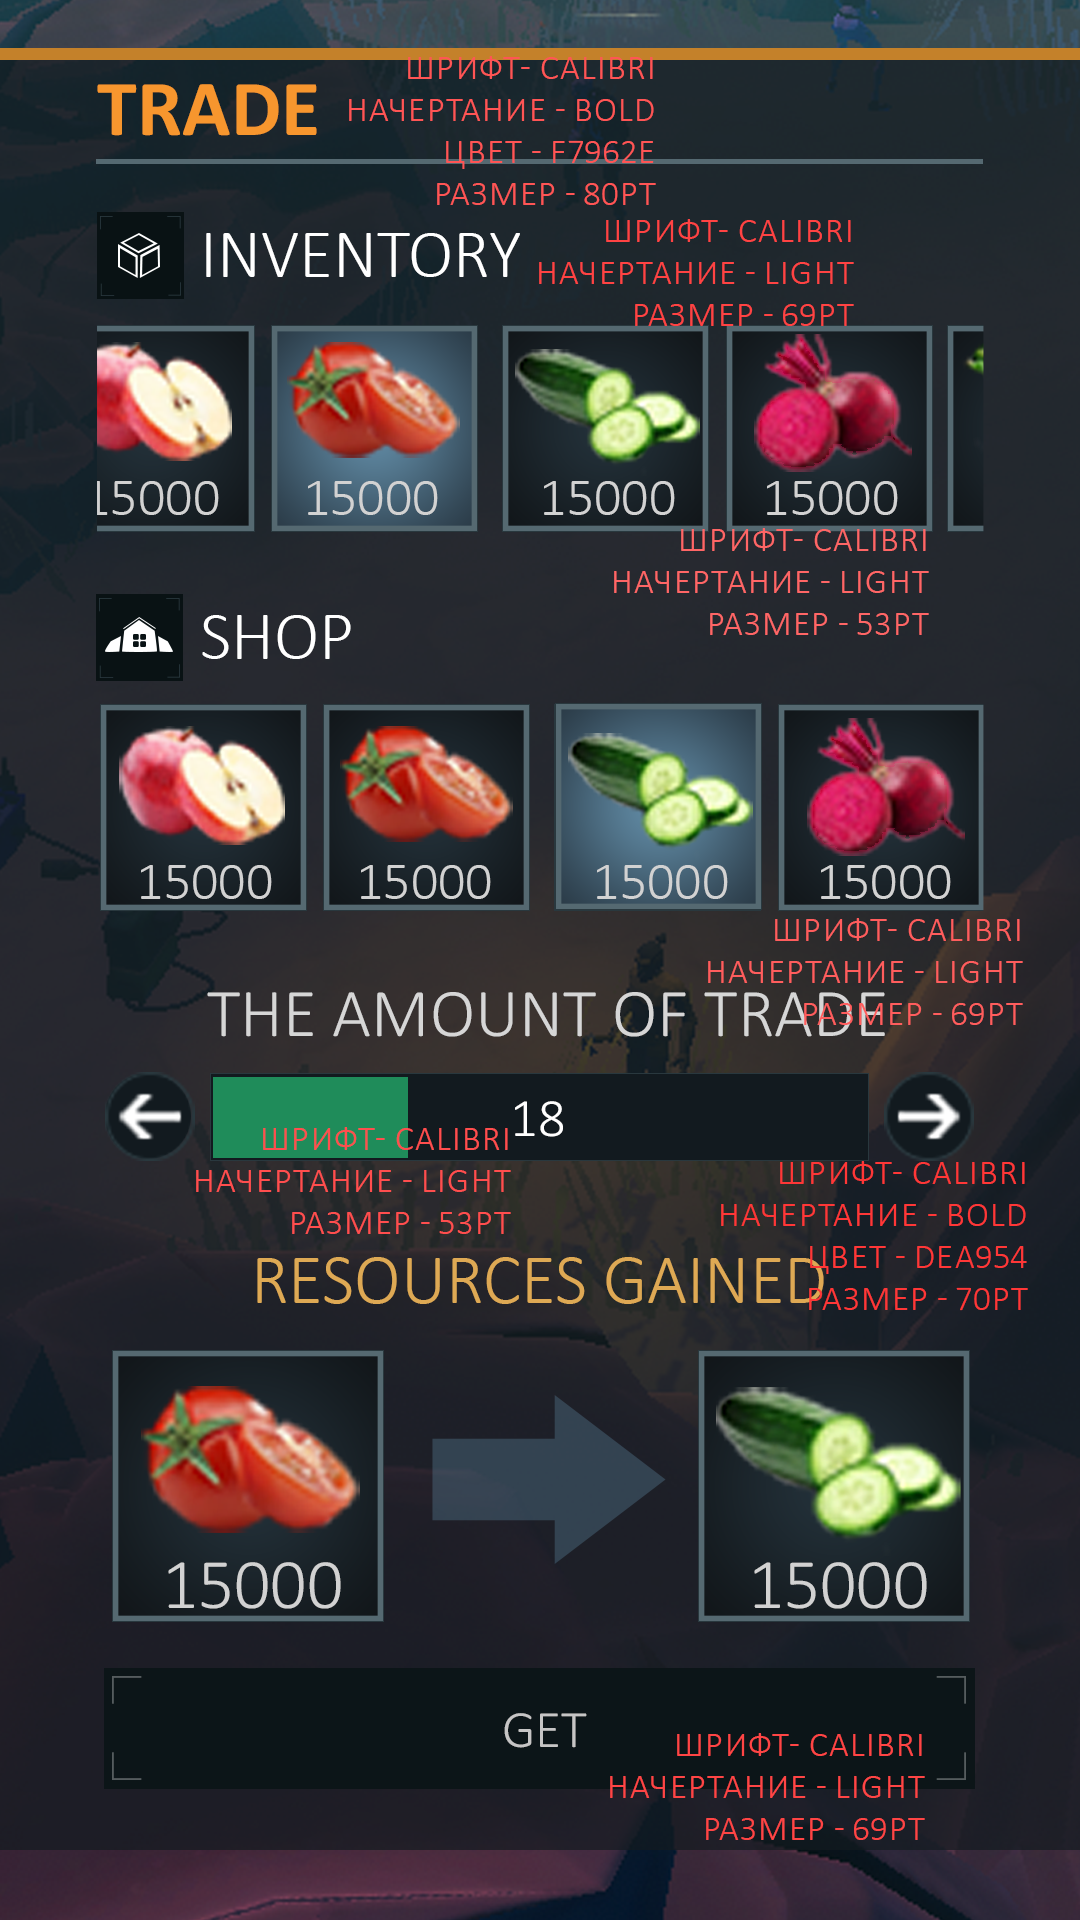 ШРИФТ- CALIBRI
TRADE
НАЧЕРТАНИЕ - BOLD
ЦВЕТ - F7962E
РАЗМЕР - 80PT
INVENTORY
ШРИФТ- CALIBRI
НАЧЕРТАНИЕ - LIGHT
РАЗМЕР - 69PT
15000 15000 15000 15000
ШРИФТ- CALIBRI
НАЧЕРТАНИЕ - LIGHT
РАЗМЕР - 53PT
SHOP
15000 15000 15000 15000
ШРИФТ- CALIBRI
НАЧЕРТАНИЕ - LIGHT
РАЗМЕР - 69PT
THE AMOUNT OF TRADE
18
ШРИФТ- CALIBRI
НАЧЕРТАНИЕ - LIGHT
РАЗМЕР - 53PT
ШРИФТ- CALIBRI
НАЧЕРТАНИЕ - BOLD
ЦВЕТ - DEA954
РАЗМЕР - 70PT
RESOURCES GAINED
15000 15000
GET
ШРИФТ- CALIBRI
НАЧЕРТАНИЕ - LIGHT
РАЗМЕР - 69PT